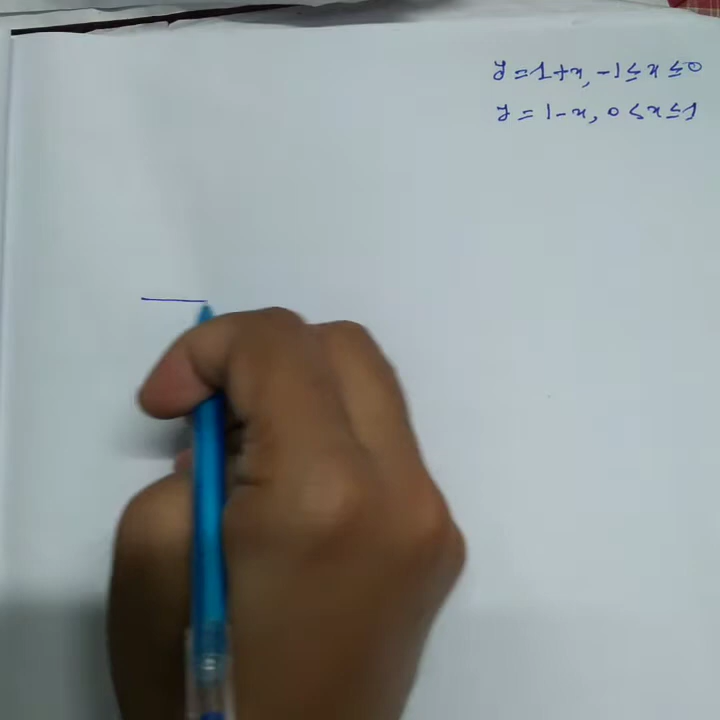 y = 1+x, -1 ≤ x ≤ 0
y = 1-x, 0 < x ≤ 1